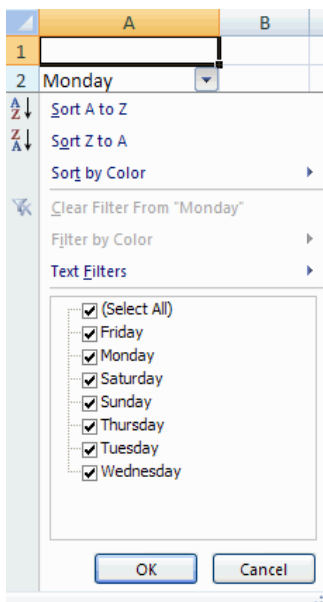 A B
1
2 Monday
Sort A to Z
Sort Z to A
Sort by Color
Clear Filter From "Monday"
Filter by Color
Text Filters
(Select All)
Friday
Monday
Saturday
Sunday
Thursday
Tuesday
Wednesday
OK Cancel